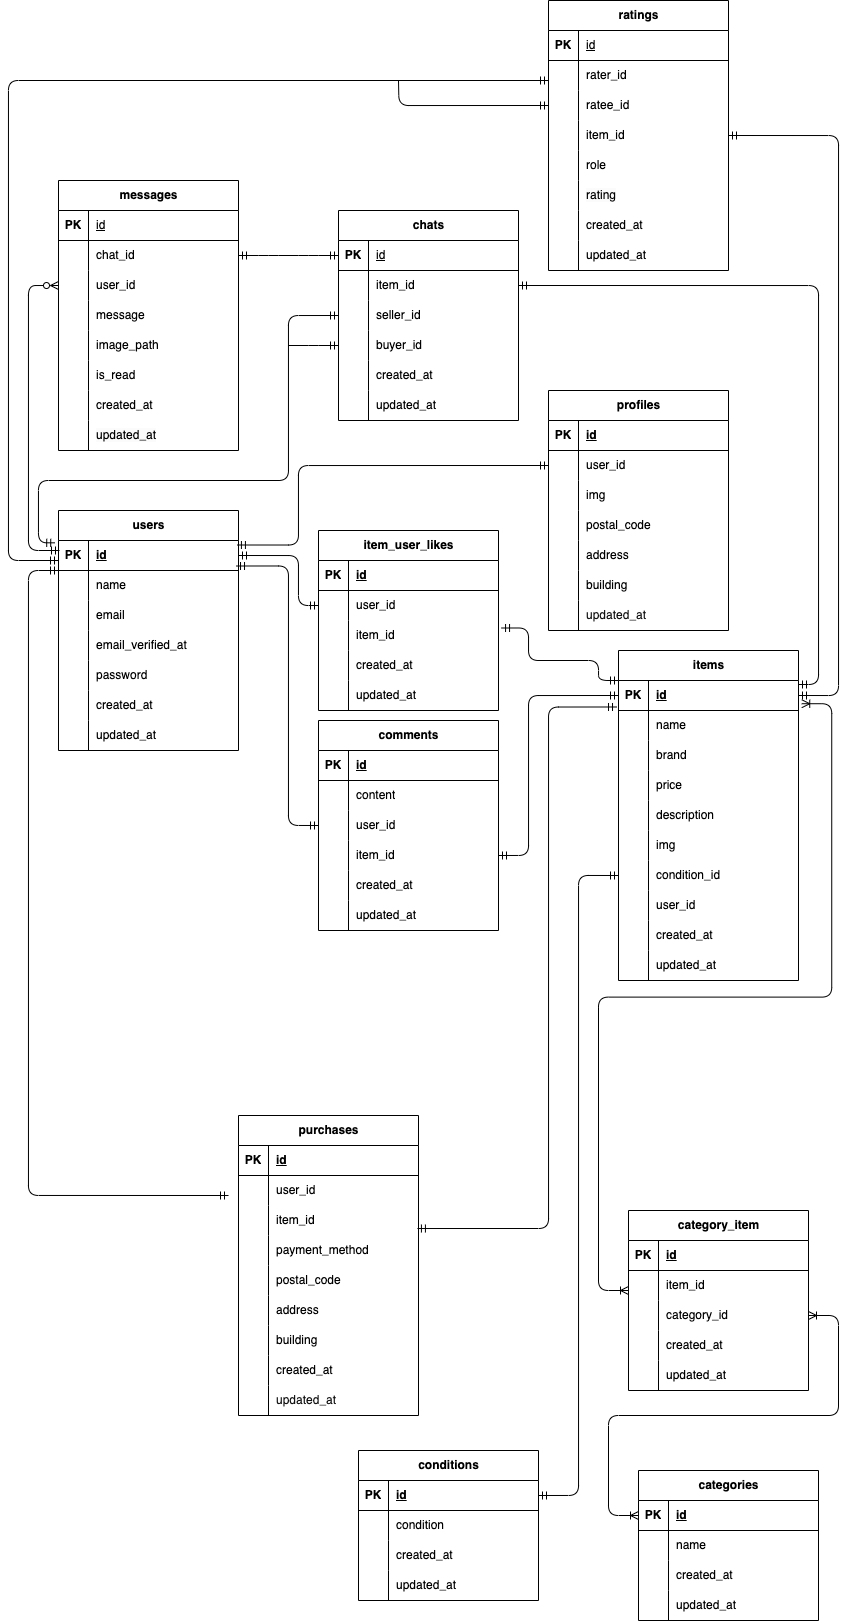 ratings
PK id
rater_id
ratee_id
item_id
role
rating
created_at
updated_at
messages
PK id
chat_id
user_id
message
image_path
is_read
created_at
updated_at
chats
PK id
item_id
seller_id
buyer_id
created_at
updated_at
profiles
PK id
user_id
img
postal_code
address
building
updated_at
users
PK id
name
email
email_verified_at
password
created_at
updated_at
item_user_likes
PK id
user_id
item_id
created_at
updated_at
items
PK id
name
brand
price
description
img
condition_id
user_id
created_at
updated_at
comments
PK id
content
user_id
item_id
created_at
updated_at
purchases
PK id
user_id
item_id
payment_method
postal_code
address
building
created_at
updated_at
category_item
PK id
item_id
category_id
created_at
updated_at
conditions
PK id
condition
created_at
updated_at
categories
PK id
name
created_at
updated_at